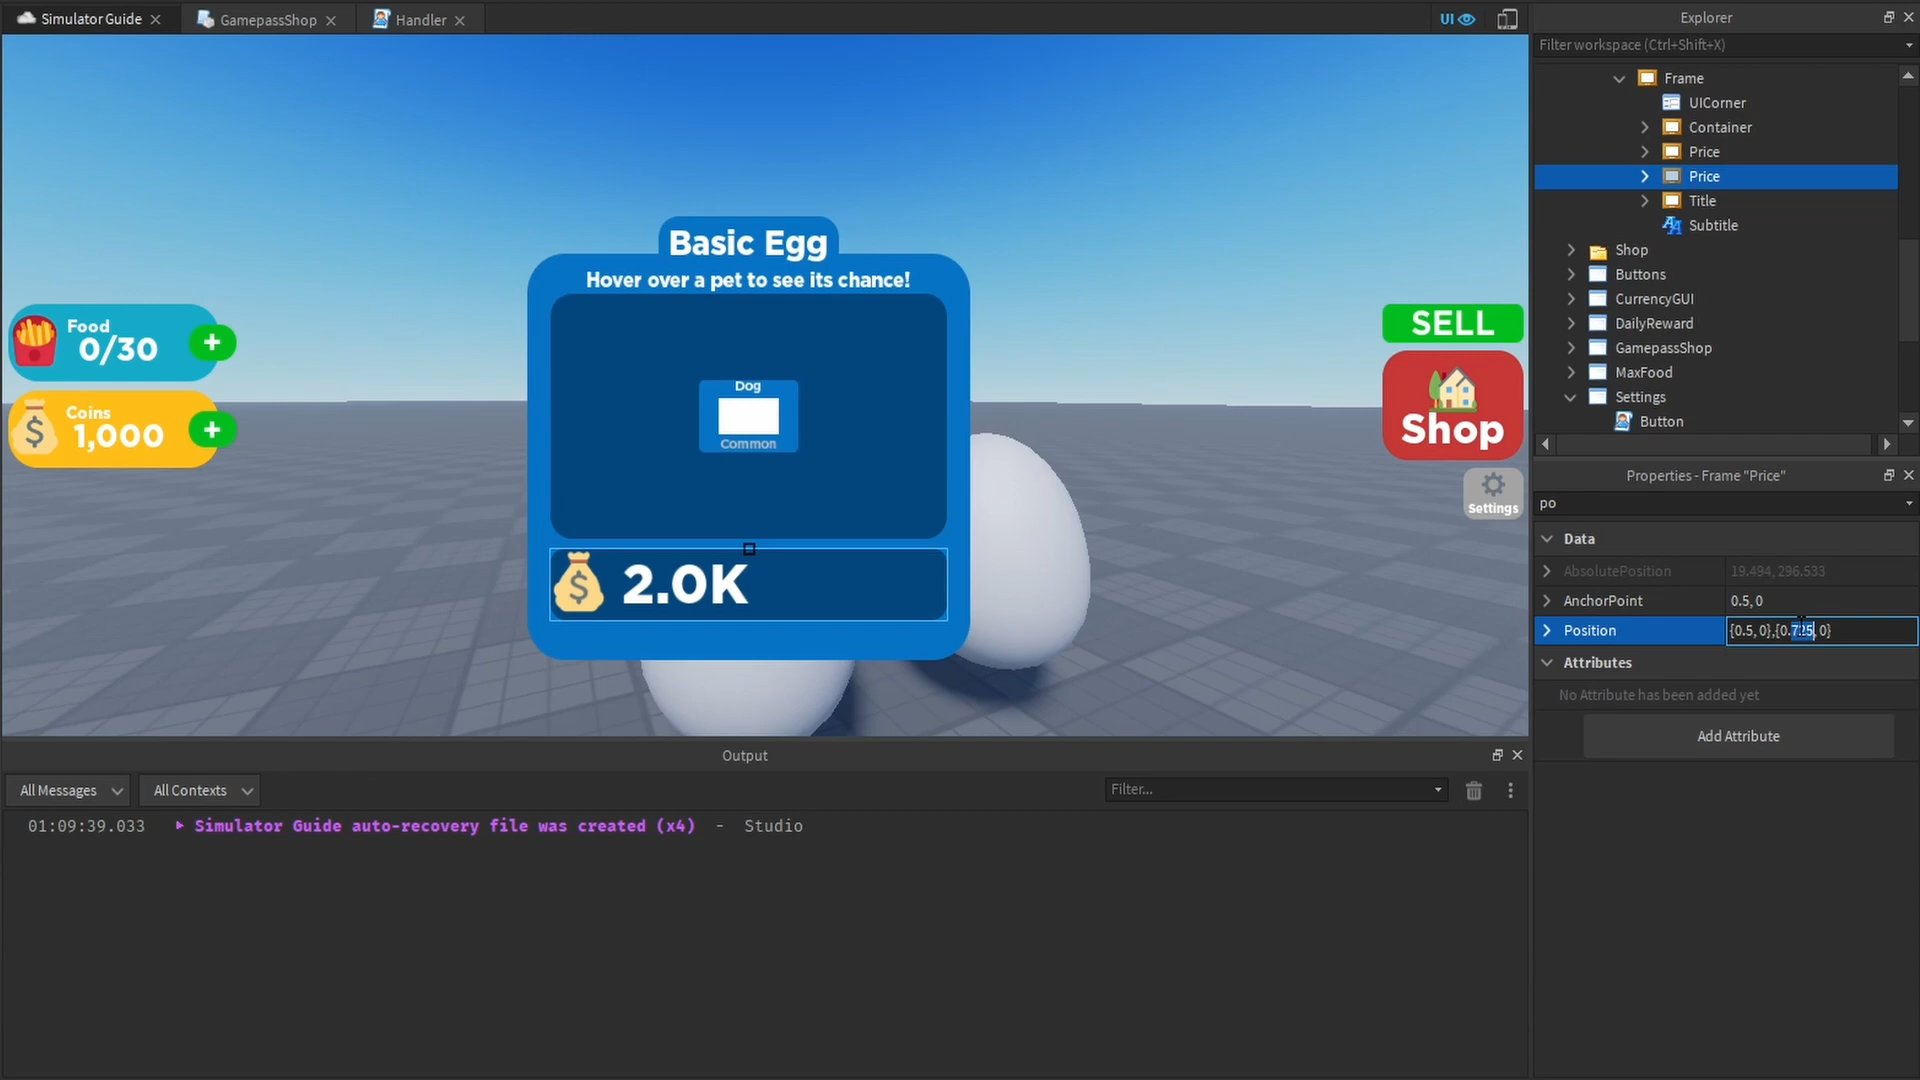 Simulator Guide
GamepassShop
Handler
UI
Explorer
Filter workspace (Ctrl+Shift+X)
Frame
UICorner
Container
Price
Price
Title
Subtitle
Shop
Buttons
CurrencyGUI
DailyReward
GamepassShop
MaxFood
Settings
Button
Basic Egg
Hover over a pet to see its chance!
Dog
Common
$ 2.0K
Food
0/30
+
Coins
$ 1,000
+
SELL
Shop
Settings
Properties - Frame "Price"
po
Data
AbsolutePosition 19.494, 296.533
AnchorPoint 0.5, 0
Position {0.5, 0},{0.725, 0}
Attributes
No Attribute has been added yet
Add Attribute
Output
All Messages
All Contexts
Filter...
01:09:39.033 Simulator Guide auto-recovery file was created (x4) - Studio